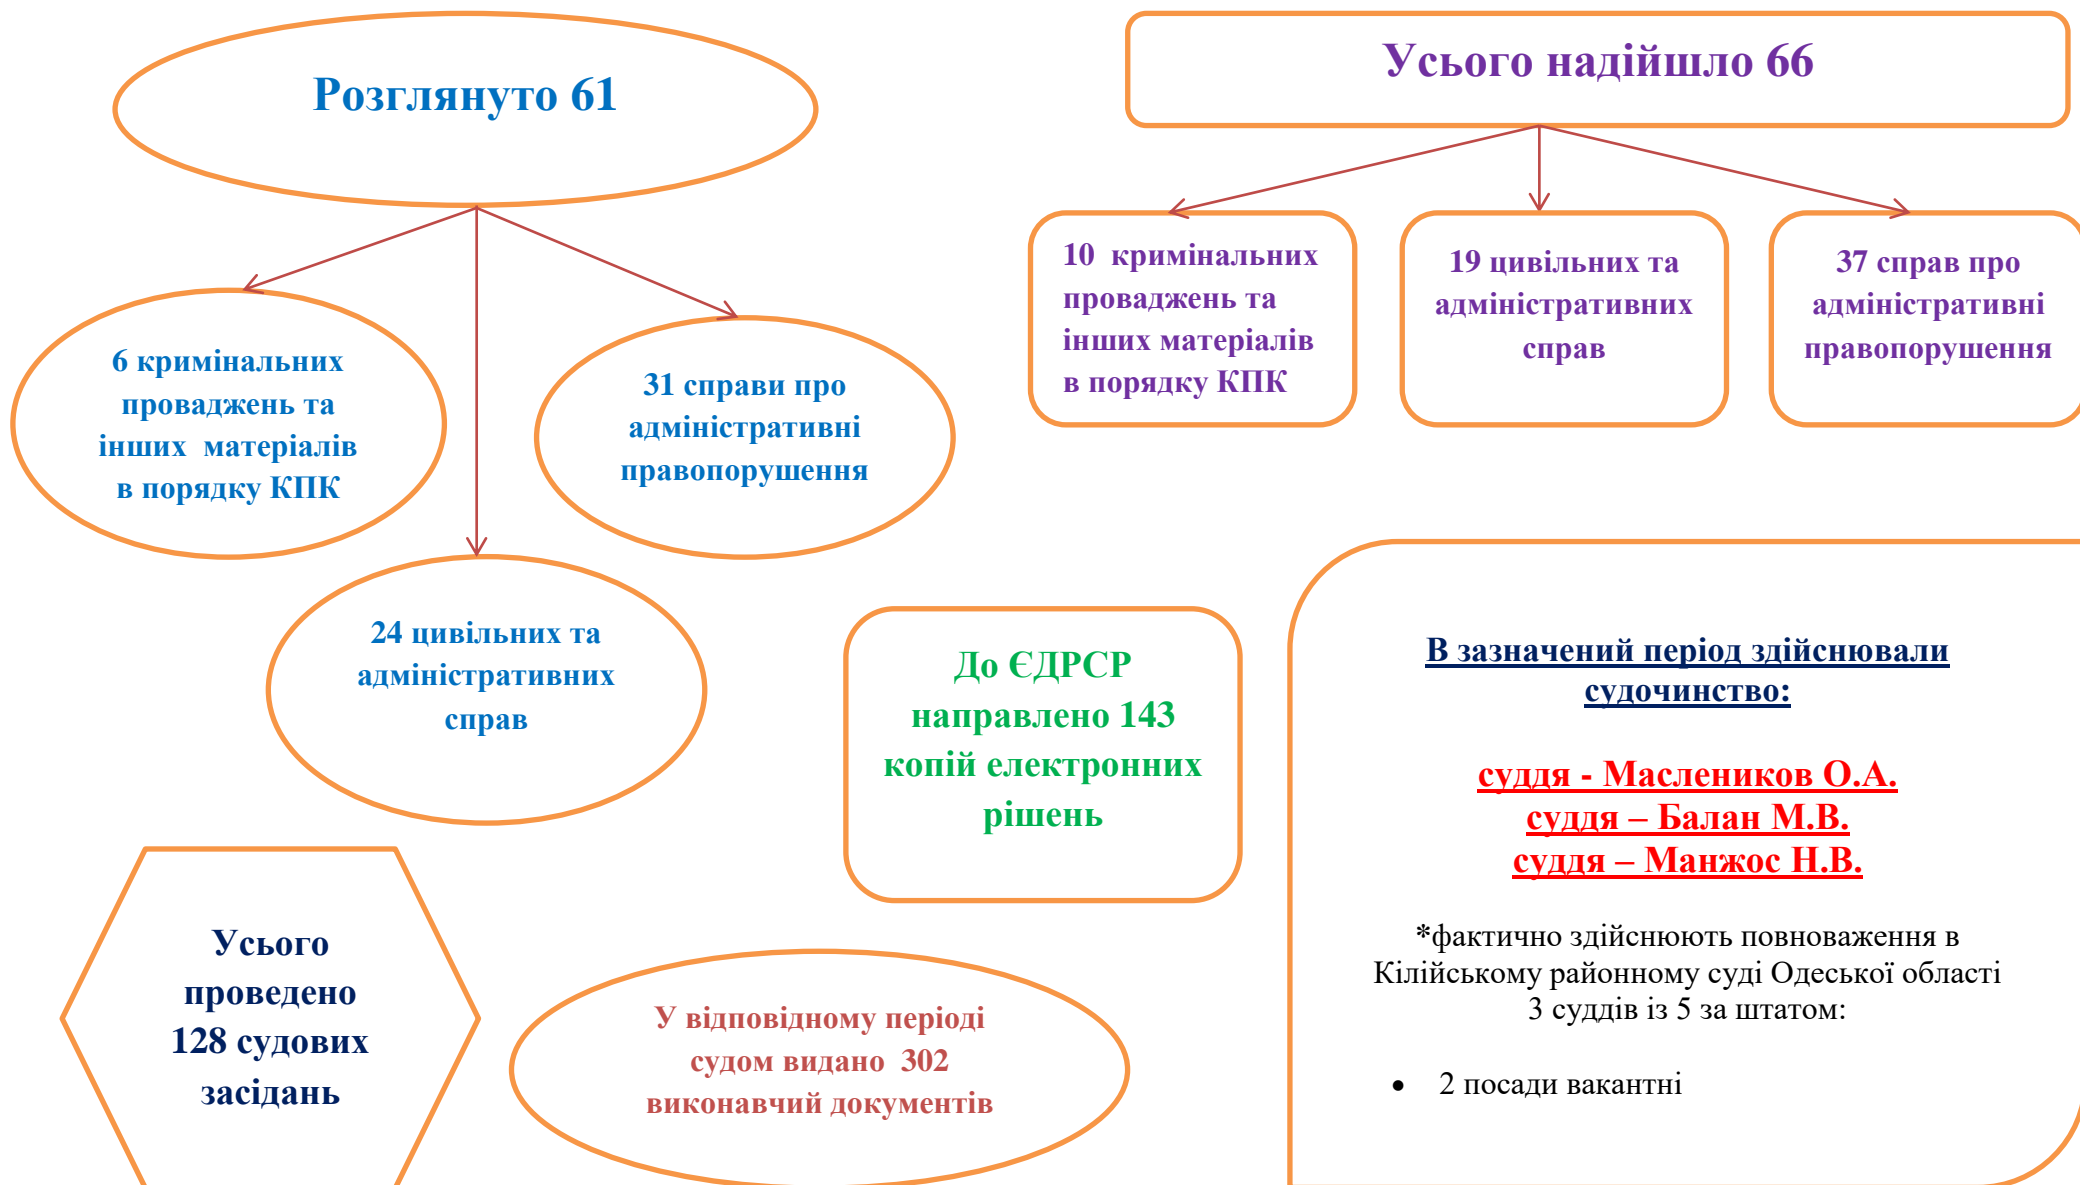 Розглянуто 61
Усього надійшло 66
10 кримінальних
проваджень та
інших матеріалів
в порядку КПК
19 цивільних та
адміністративних
справ
37 справ про
адміністративні
правопорушення
6 кримінальних
проваджень та
інших матеріалів
в порядку КПК
31 справи про
адміністративні
правопорушення
24 цивільних та
адміністративних
справ
До ЄДРСР
направлено 143
копій електронних
рішень
В зазначений період здійснювали
судочинство:
суддя - Маслеников О.А.
суддя – Балан М.В.
суддя – Манжос Н.В.
*фактично здійснюють повноваження в
Кілійському районному суді Одеської області
3 суддів із 5 за штатом:
• 2 посади вакантні
Усього
проведено
128 судових
засідань
У відповідному періоді
судом видано 302
виконавчий документів